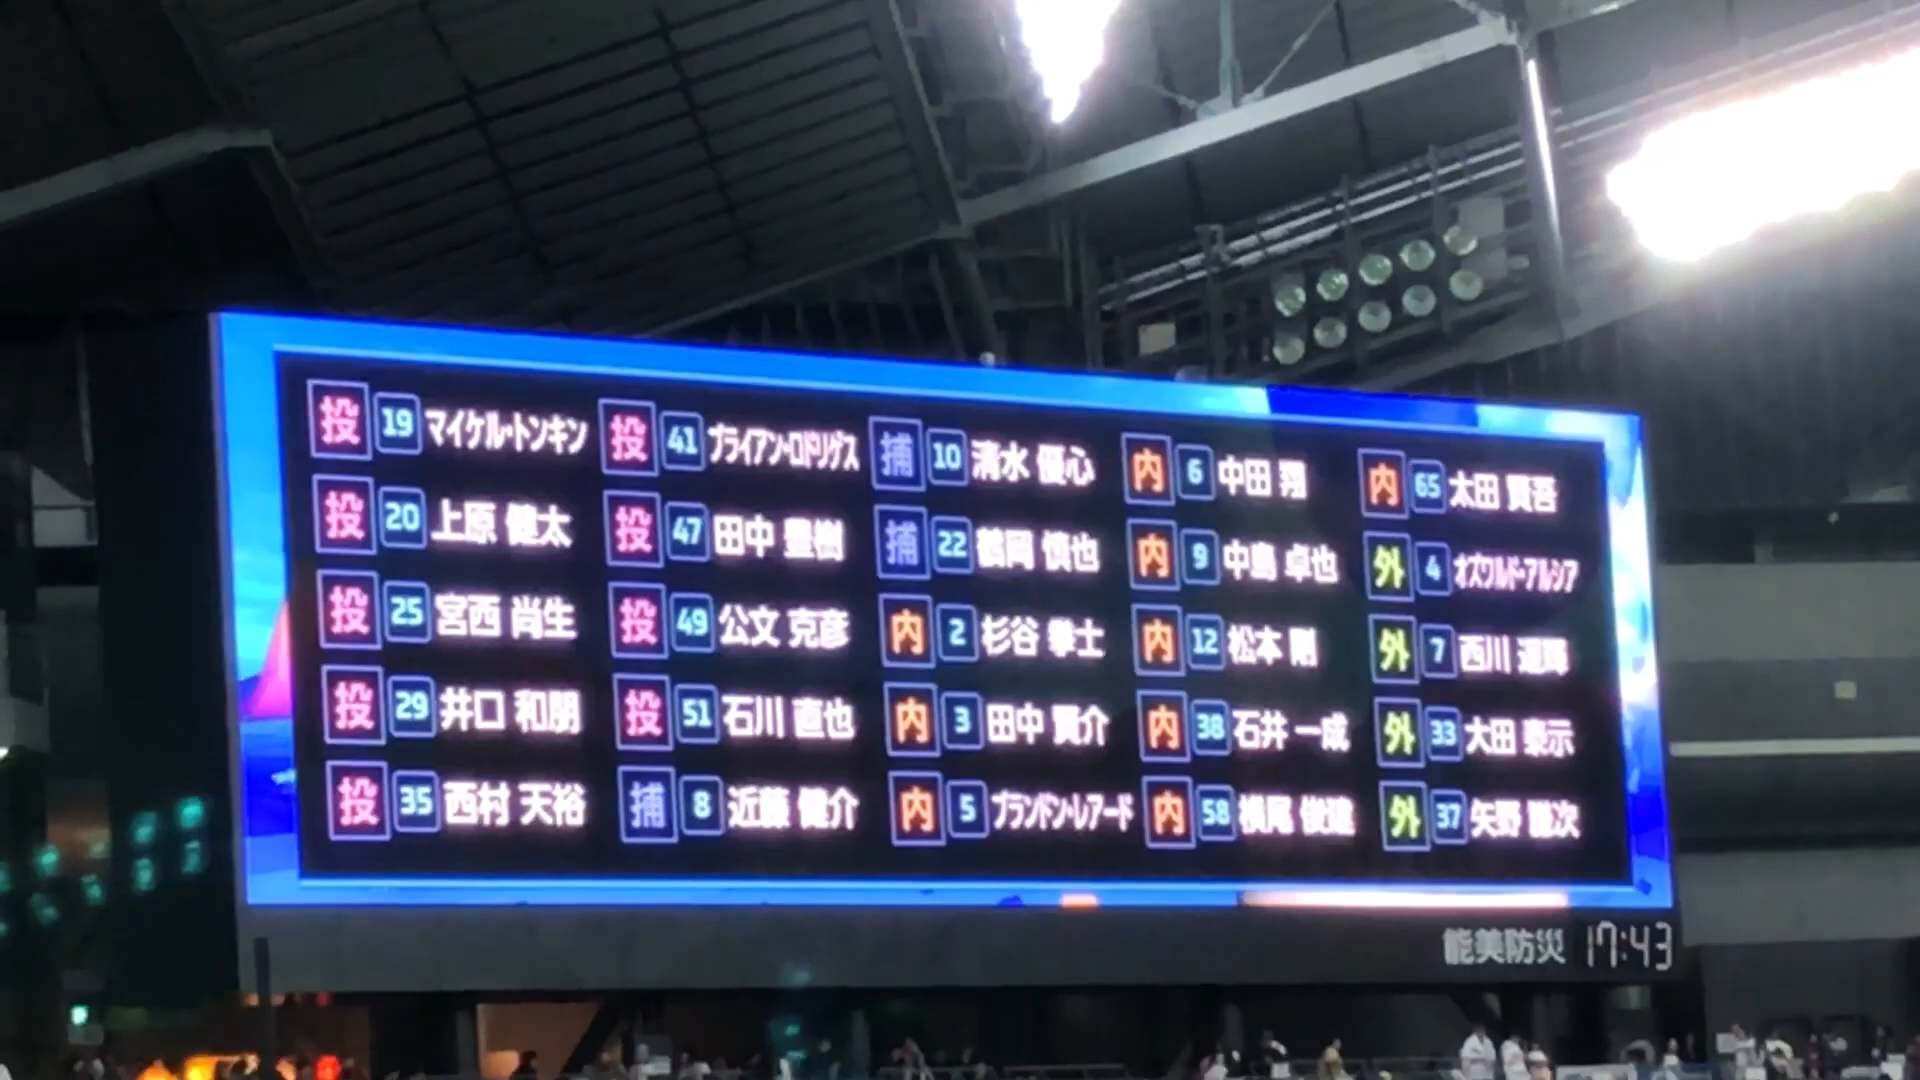 投 19 マイケル・トンキン 投 41 ブライアン・ロドリゲス 捕 10 清水 優心 内 6 中田 翔 内 65 太田 賢吾
投 20 上原 健太 投 47 田中 豊樹 捕 22 鶴岡 慎也 内 9 中島 卓也 外 4 オズワルド・アルシア
投 25 宮西 尚生 投 49 公文 克彦 内 2 杉谷 拳士 内 12 松本 剛 外 7 西川 遥輝
投 29 井口 和朋 投 51 石川 直也 内 3 田中 賢介 内 38 石井 一成 外 33 大田 泰示
投 35 西村 天裕 捕 8 近藤 健介 内 5 ブランドン・レアード 内 58 横尾 俊建 外 37 矢野 謙次
能美防災 17:43